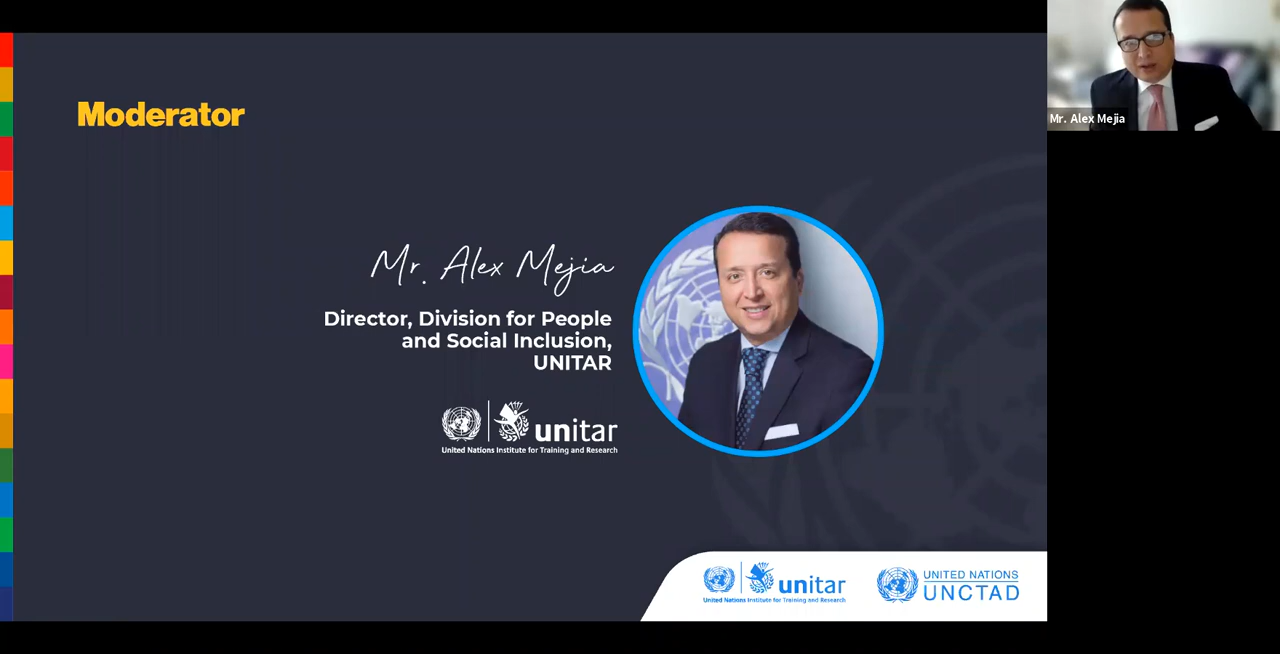 Moderator
Mr. Alex Mejia
Director, Division for People
and Social Inclusion,
UNITAR
unitar
United Nations Institute for Training and Research
Mr. Alex Mejia
unitar
United Nations Institute for Training and Research
UNITED NATIONS
UNCTAD